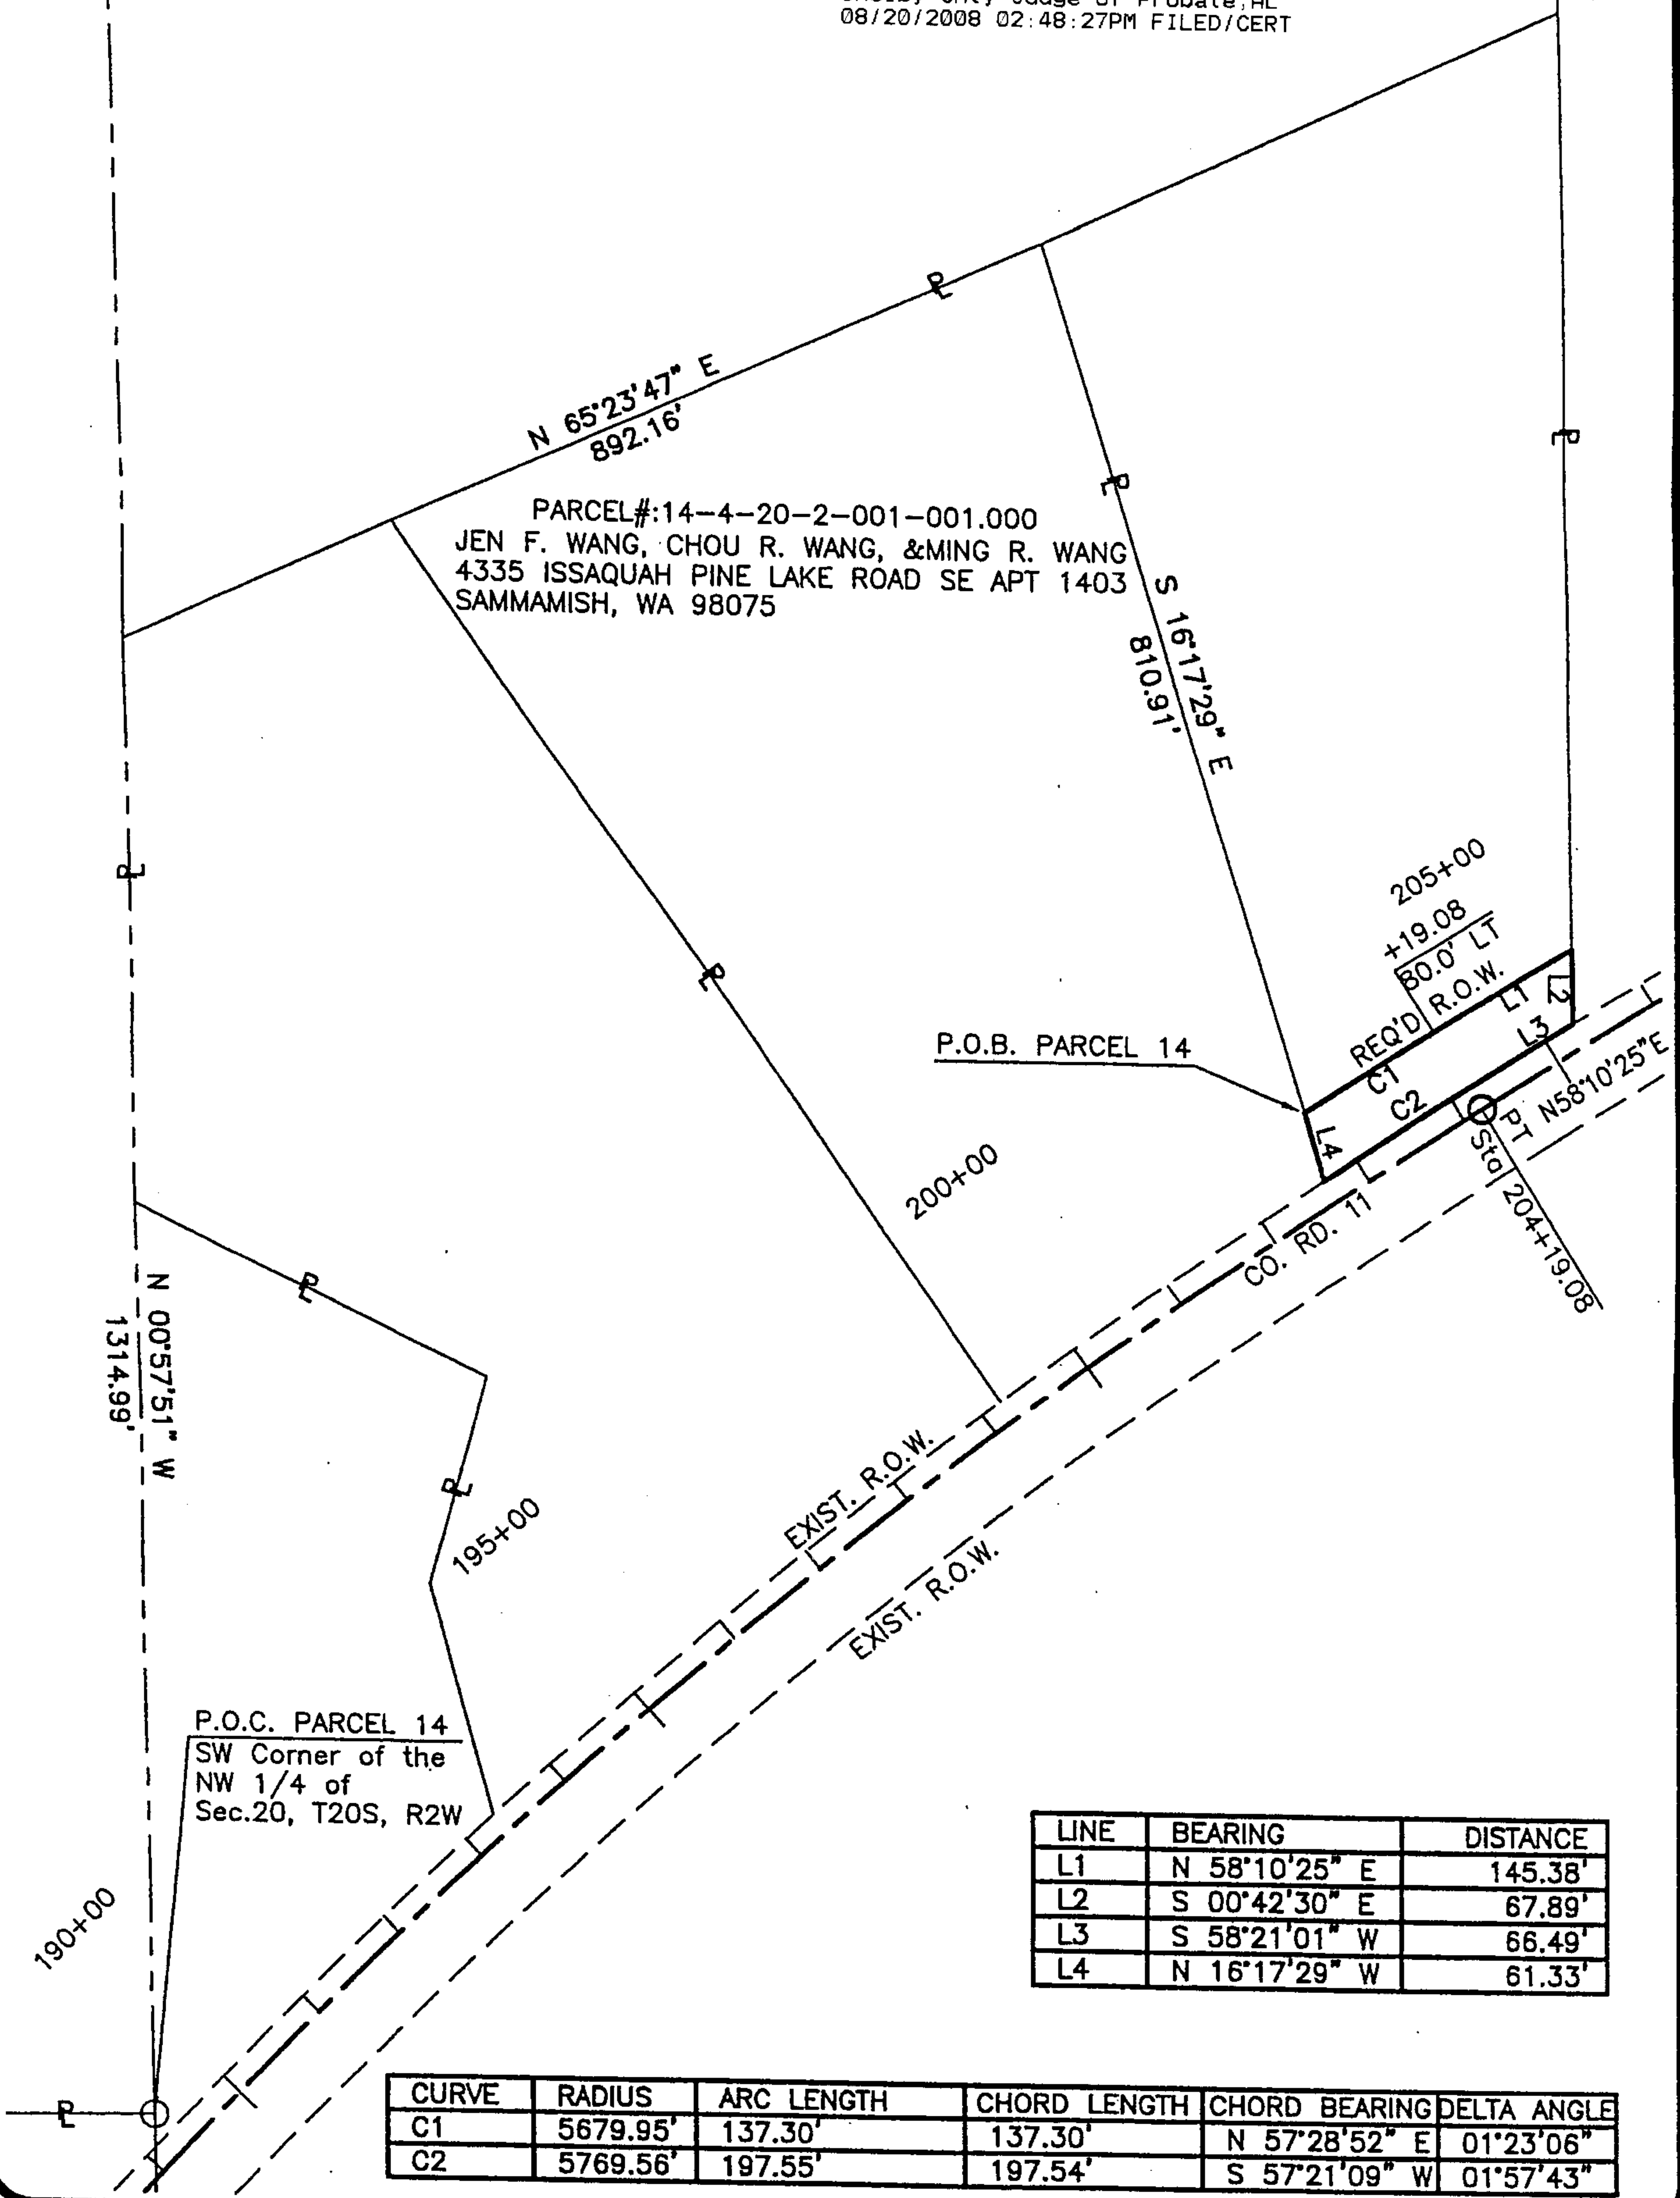 08/20/2008 02:48:27PM FILED/CERT
N 65°23'47" E
892.16'
PARCEL#:14-4-20-2-001-001.000
JEN F. WANG, CHOU R. WANG, &MING R. WANG
4335 ISSAQUAH PINE LAKE ROAD SE APT 1403
SAMMAMISH, WA 98075
S 16°17'29" E
810.91'
205+00
+19.08
80.0' LT
REQ'D R.O.W.
L1
L2
L3
C1
C2
L4
P.O.B. PARCEL 14
PT N58°10'25"E
Sta 204+19.08
200+00
CO. RD. 11
N 00°57'51" W
1314.99'
EXIST. R.O.W.
EXIST. R.O.W.
195+00
P.O.C. PARCEL 14
SW Corner of the
NW 1/4 of
Sec.20, T20S, R2W
190+00
LINE BEARING DISTANCE
L1 N 58°10'25" E 145.38'
L2 S 00°42'30" E 67.89'
L3 S 58°21'01" W 66.49'
L4 N 16°17'29" W 61.33'
CURVE RADIUS ARC LENGTH CHORD LENGTH CHORD BEARING DELTA ANGLE
C1 5679.95' 137.30' 137.30' N 57°28'52" E 01°23'06"
C2 5769.56' 197.55' 197.54' S 57°21'09" W 01°57'43"